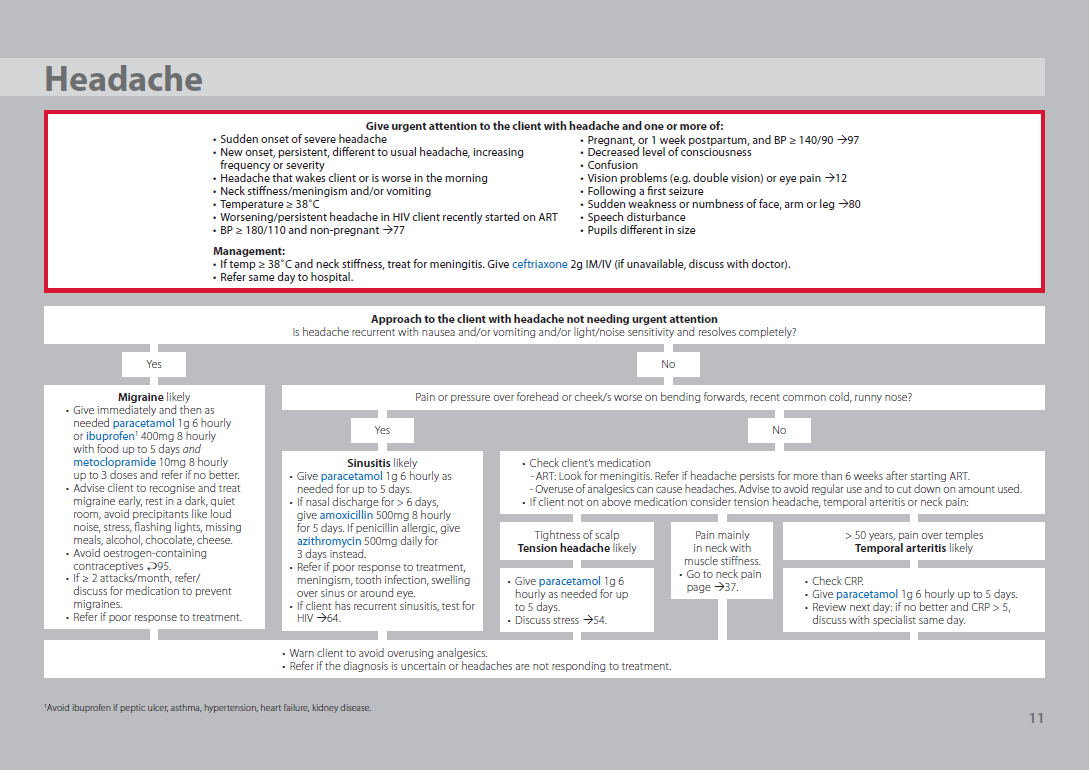 Headache
Give urgent attention to the client with headache and one or more of:
• Sudden onset of severe headache
• New onset, persistent, different to usual headache, increasing
frequency or severity
• Headache that wakes client or is worse in the morning
• Neck stiffness/meningism and/or vomiting
• Temperature ≥ 38˚C
• Worsening/persistent headache in HIV client recently started on ART
• BP ≥ 180/110 and non-pregnant →77
• Pregnant, or 1 week postpartum, and BP ≥ 140/90 →97
• Decreased level of consciousness
• Confusion
• Vision problems (e.g. double vision) or eye pain →12
• Following a first seizure
• Sudden weakness or numbness of face, arm or leg →80
• Speech disturbance
• Pupils different in size
Management:
• If temp ≥ 38˚C and neck stiffness, treat for meningitis. Give ceftriaxone 2g IM/IV (if unavailable, discuss with doctor).
• Refer same day to hospital.
Approach to the client with headache not needing urgent attention
Is headache recurrent with nausea and/or vomiting and/or light/noise sensitivity and resolves completely?
Yes
No
Migraine likely
• Give immediately and then as
needed paracetamol 1g 6 hourly
or ibuprofen¹ 400mg 8 hourly
with food up to 5 days and
metoclopramide 10mg 8 hourly
up to 3 doses and refer if no better.
• Advise client to recognise and treat
migraine early, rest in a dark, quiet
room, avoid precipitants like loud
noise, stress, flashing lights, missing
meals, alcohol, chocolate, cheese.
• Avoid oestrogen-containing
contraceptives ⮌95.
• If ≥ 2 attacks/month, refer/
discuss for medication to prevent
migraines.
• Refer if poor response to treatment.
Pain or pressure over forehead or cheek/s worse on bending forwards, recent common cold, runny nose?
Yes
No
Sinusitis likely
• Give paracetamol 1g 6 hourly as
needed for up to 5 days.
• If nasal discharge for > 6 days,
give amoxicillin 500mg 8 hourly
for 5 days. If penicillin allergic, give
azithromycin 500mg daily for
3 days instead.
• Refer if poor response to treatment,
meningism, tooth infection, swelling
over sinus or around eye.
• If client has recurrent sinusitis, test for
HIV →64.
• Check client's medication
- ART: Look for meningitis. Refer if headache persists for more than 6 weeks after starting ART.
- Overuse of analgesics can cause headaches. Advise to avoid regular use and to cut down on amount used.
• If client not on above medication consider tension headache, temporal arteritis or neck pain:
Tightness of scalp
Tension headache likely
• Give paracetamol 1g 6
hourly as needed for up
to 5 days.
• Discuss stress →54.
Pain mainly
in neck with
muscle stiffness.
• Go to neck pain
page →37.
> 50 years, pain over temples
Temporal arteritis likely
• Check CRP.
• Give paracetamol 1g 6 hourly up to 5 days.
• Review next day: if no better and CRP > 5,
discuss with specialist same day.
• Warn client to avoid overusing analgesics.
• Refer if the diagnosis is uncertain or headaches are not responding to treatment.
¹Avoid ibuprofen if peptic ulcer, asthma, hypertension, heart failure, kidney disease.
11